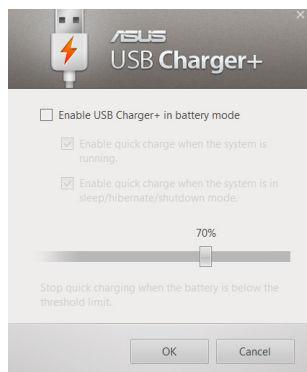 ASUS
USB Charger+
Enable USB Charger+ in battery mode
Enable quick charge when the system is
running.
Enable quick charge when the system is in
sleep/hibernate/shutdown mode.
70%
Stop quick charging when the battery is below the
threshold limit.
OK
Cancel